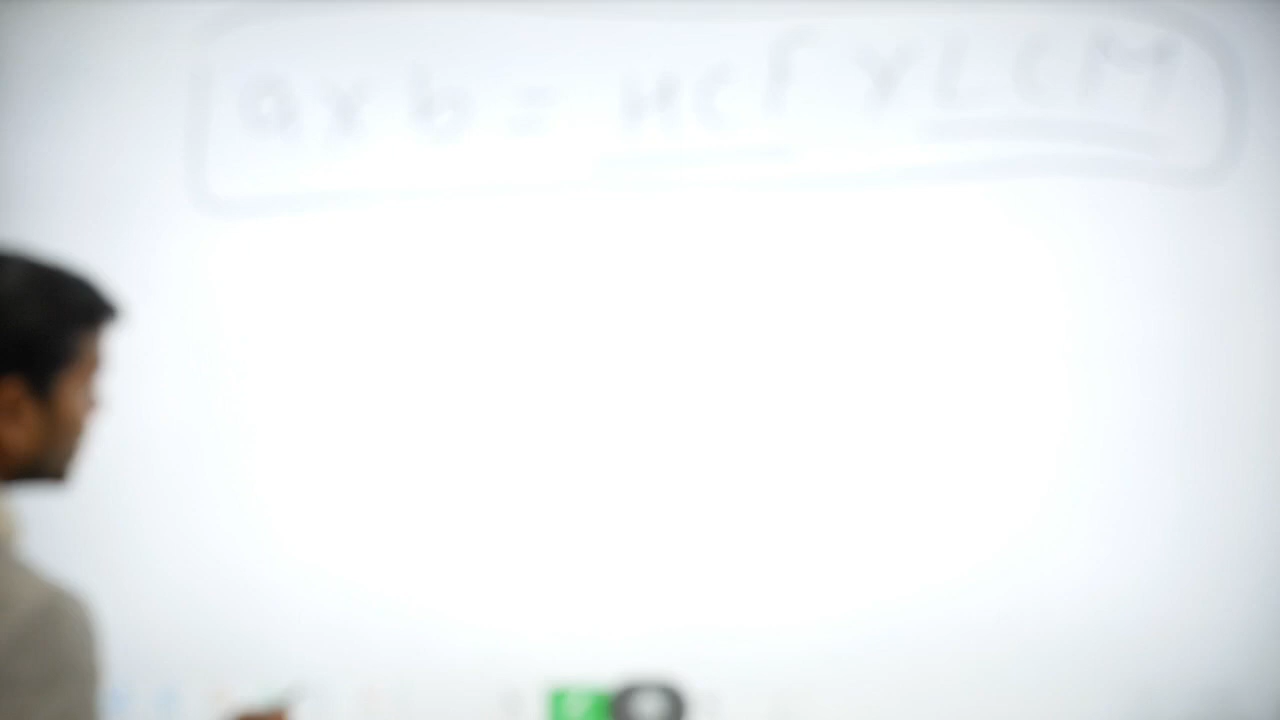 a x b = HCF x LCM